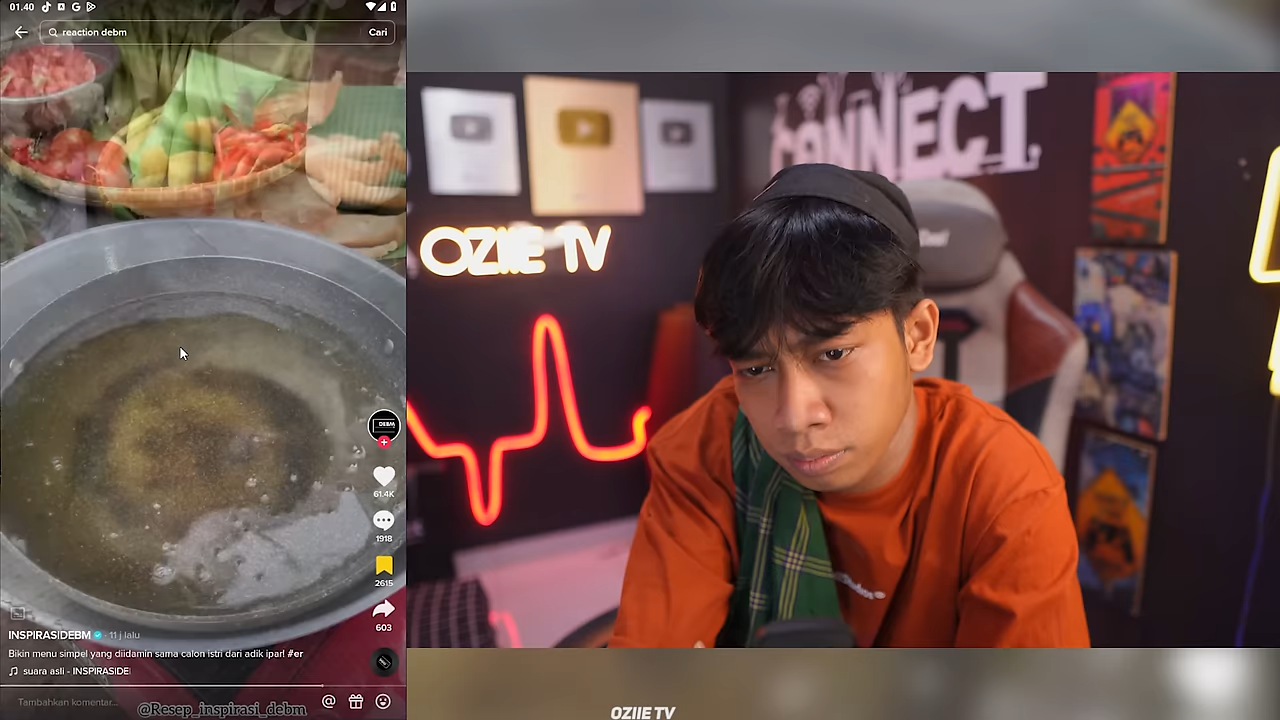 01.40
reaction debm
Cari
CONNECT
OZIIE TV
DEBM
61.4K
1918
2615
603
INSPIRASIDEBM · 11 j lalu
Bikin menu simpel yang diidamin sama calon istri dari adik ipar! #er
suara asli - INSPIRASIDE
Tambahkan komentar...
@Resep_inspirasi_debm
OZIIE TV